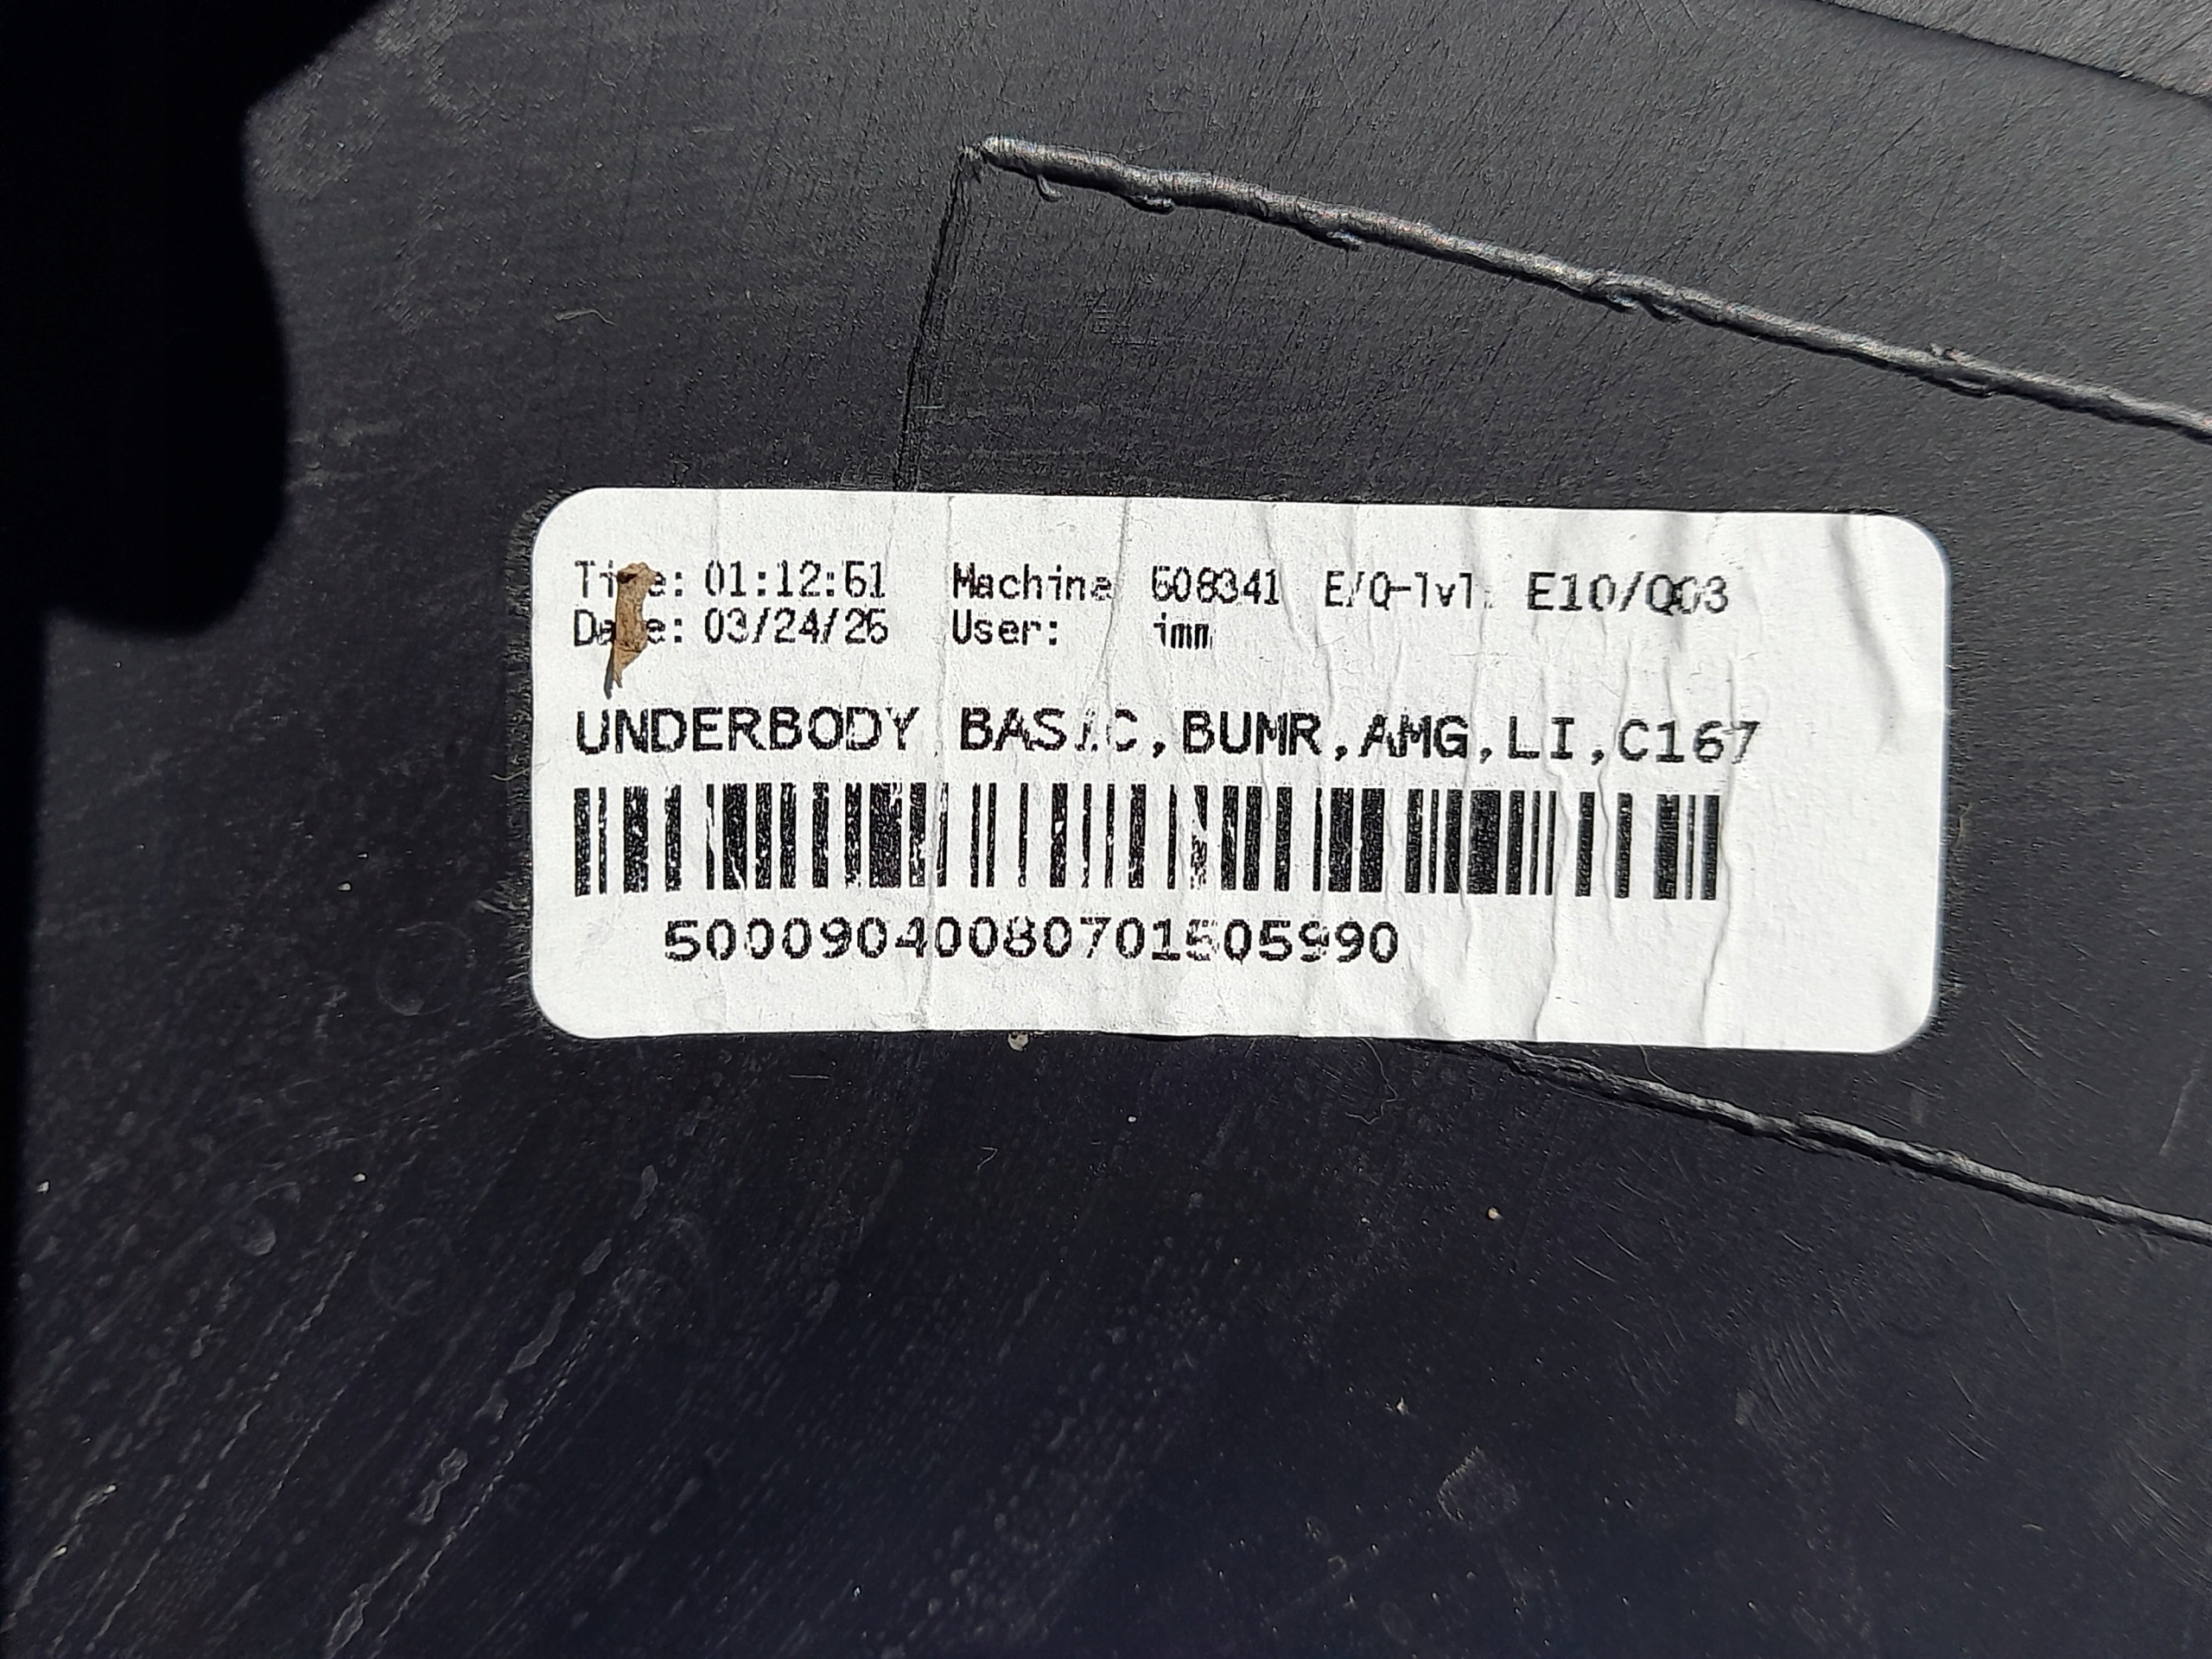 Time: 01:12:51 Machine 508341 E/Q-lvl: E10/Q03
Date: 03/24/26 User: imm
UNDERBODY BASIC,BUMR,AMG,LI,C167
50009040080701505990